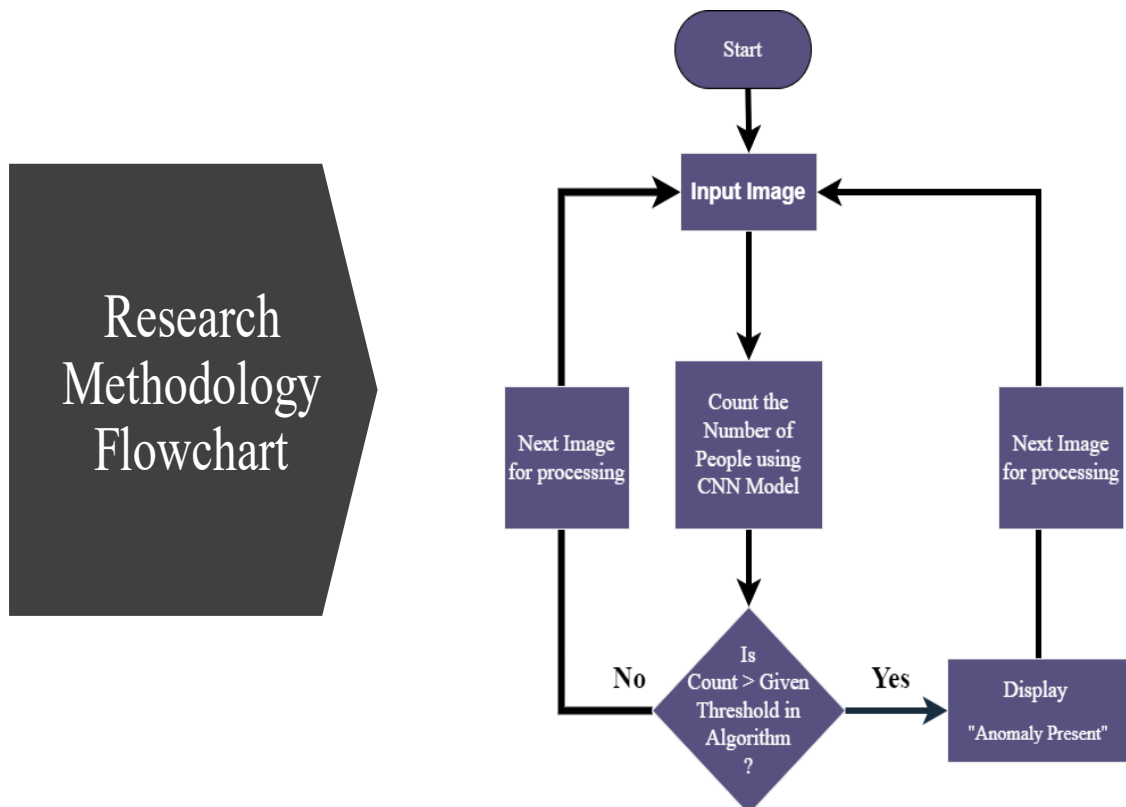 Research
Methodology
Flowchart
Start
Input Image
Count the
Number of
People using
CNN Model
Next Image
for processing
Next Image
for processing
Is
Count > Given
Threshold in
Algorithm
?
No
Yes
Display
"Anomaly Present"